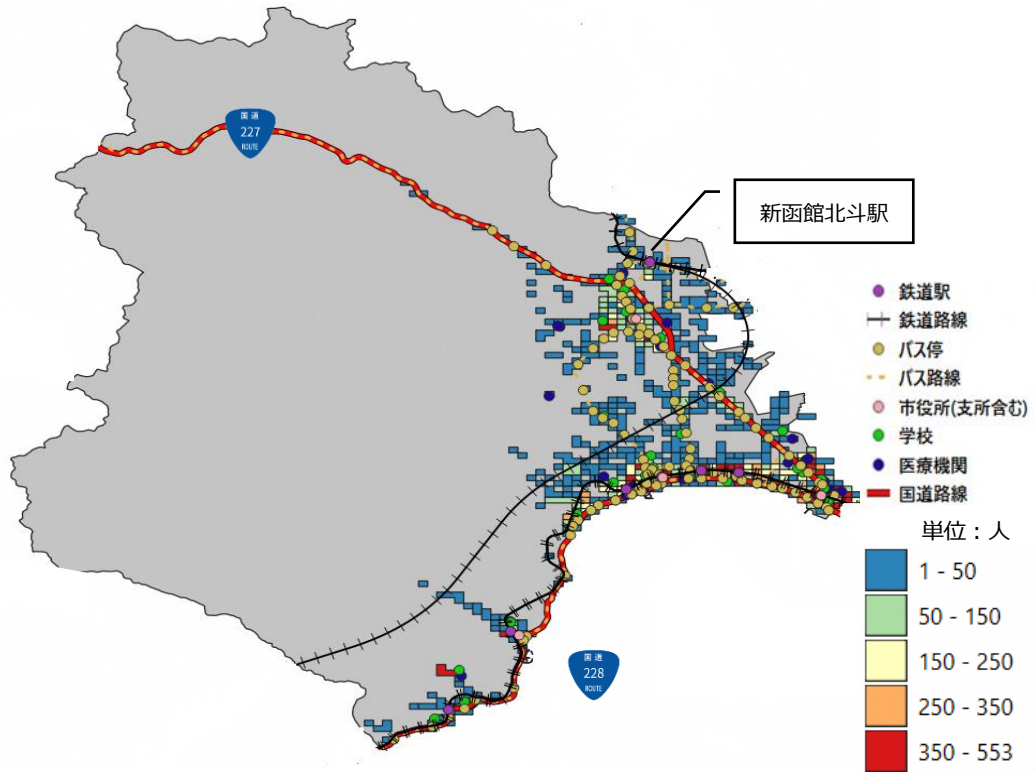 国道
227
ROUTE
新函館北斗駅
鉄道駅
鉄道路線
バス停
バス路線
市役所(支所含む)
学校
医療機関
国道路線
単位：人
1 - 50
50 - 150
150 - 250
250 - 350
350 - 553
国道
228
ROUTE